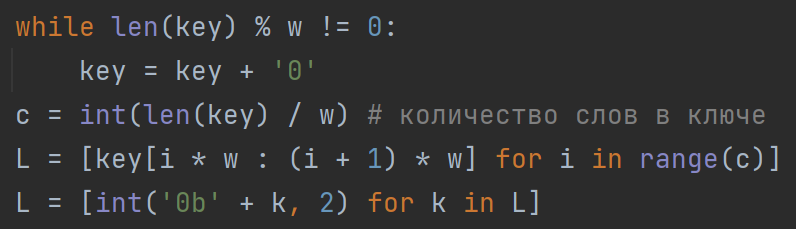 while len(key) % w != 0:
    key = key + '0'
c = int(len(key) / w) # количество слов в ключе
L = [key[i * w : (i + 1) * w] for i in range(c)]
L = [int('0b' + k, 2) for k in L]